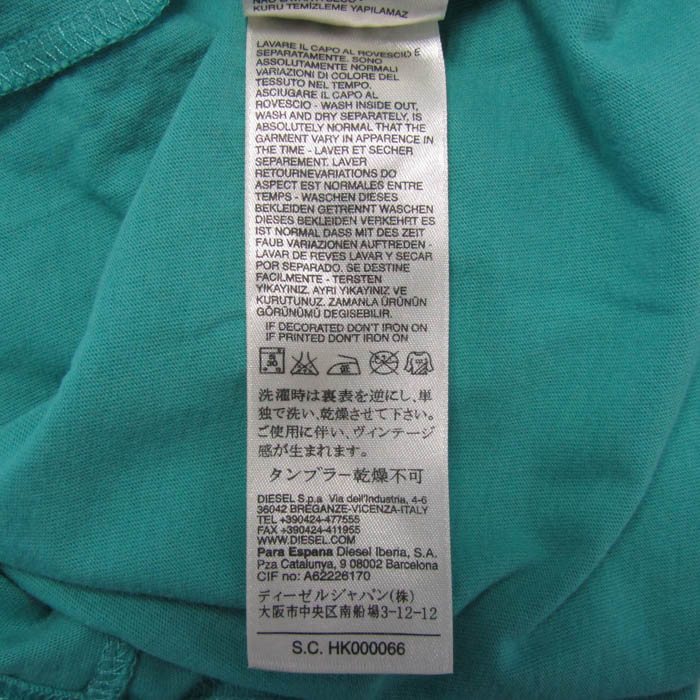 KURU TEMIZLEME YAPILAMAZ
LAVARE IL CAPO AL ROVESCIO E
SEPARATAMENTE. SONO
ASSOLUTAMENTE NORMALI
VARIAZIONI DI COLORE DEL
TESSUTO NEL TEMPO.
ASCIUGARE IL CAPO AL
ROVESCIO - WASH INSIDE OUT,
WASH AND DRY SEPARATELY, IS
ABSOLUTELY NORMAL THAT THE
GARMENT VARY IN APPARENCE IN
THE TIME - LAVER ET SECHER
SEPARATEMENT. LAVER
RETOURNEVARIATIONS DO
ASPECT EST NORMALES ENTRE
TEMPS - WASCHEN DIESES
BEKLEIDEN GETRENNT WASCHEN
DIESES BEKLEIDEN VERKEHRT ES
IST NORMAL DASS MIT DES ZEIT
FAUB VARIAZIONEN AUFTREDEN -
LAVAR DE REVES LAVAR Y SECAR
POR SEPARADO. SE DESTINE
FACILEMENTE - TERSTEN
YIKAYINIZ. AYRI YIKAYINIZ VE
KURUTUNUZ. ZAMANLA ÜRÜNÜN
GÖRÜNÜMÜ DEGISEBILIR.
IF DECORATED DON'T IRON ON
IF PRINTED DON'T IRON ON
洗濯時は裏表を逆にし、単
独で洗い、乾燥させて下さい。
ご使用に伴い、ヴィンテージ
感が生まれます。
タンブラー乾燥不可
DIESEL S.p.a Via dell'Industria, 4-6
36042 BREGANZE-VICENZA-ITALY
TEL +390424-477555
FAX +390424-411955
WWW.DIESEL.COM
Para Espana Diesel Iberia, S.A.
Pza Catalunya, 9 08002 Barcelona
CIF no: A62226170
ディーゼルジャパン(株)
大阪市中央区南船場3-12-12
S.C. HK000066